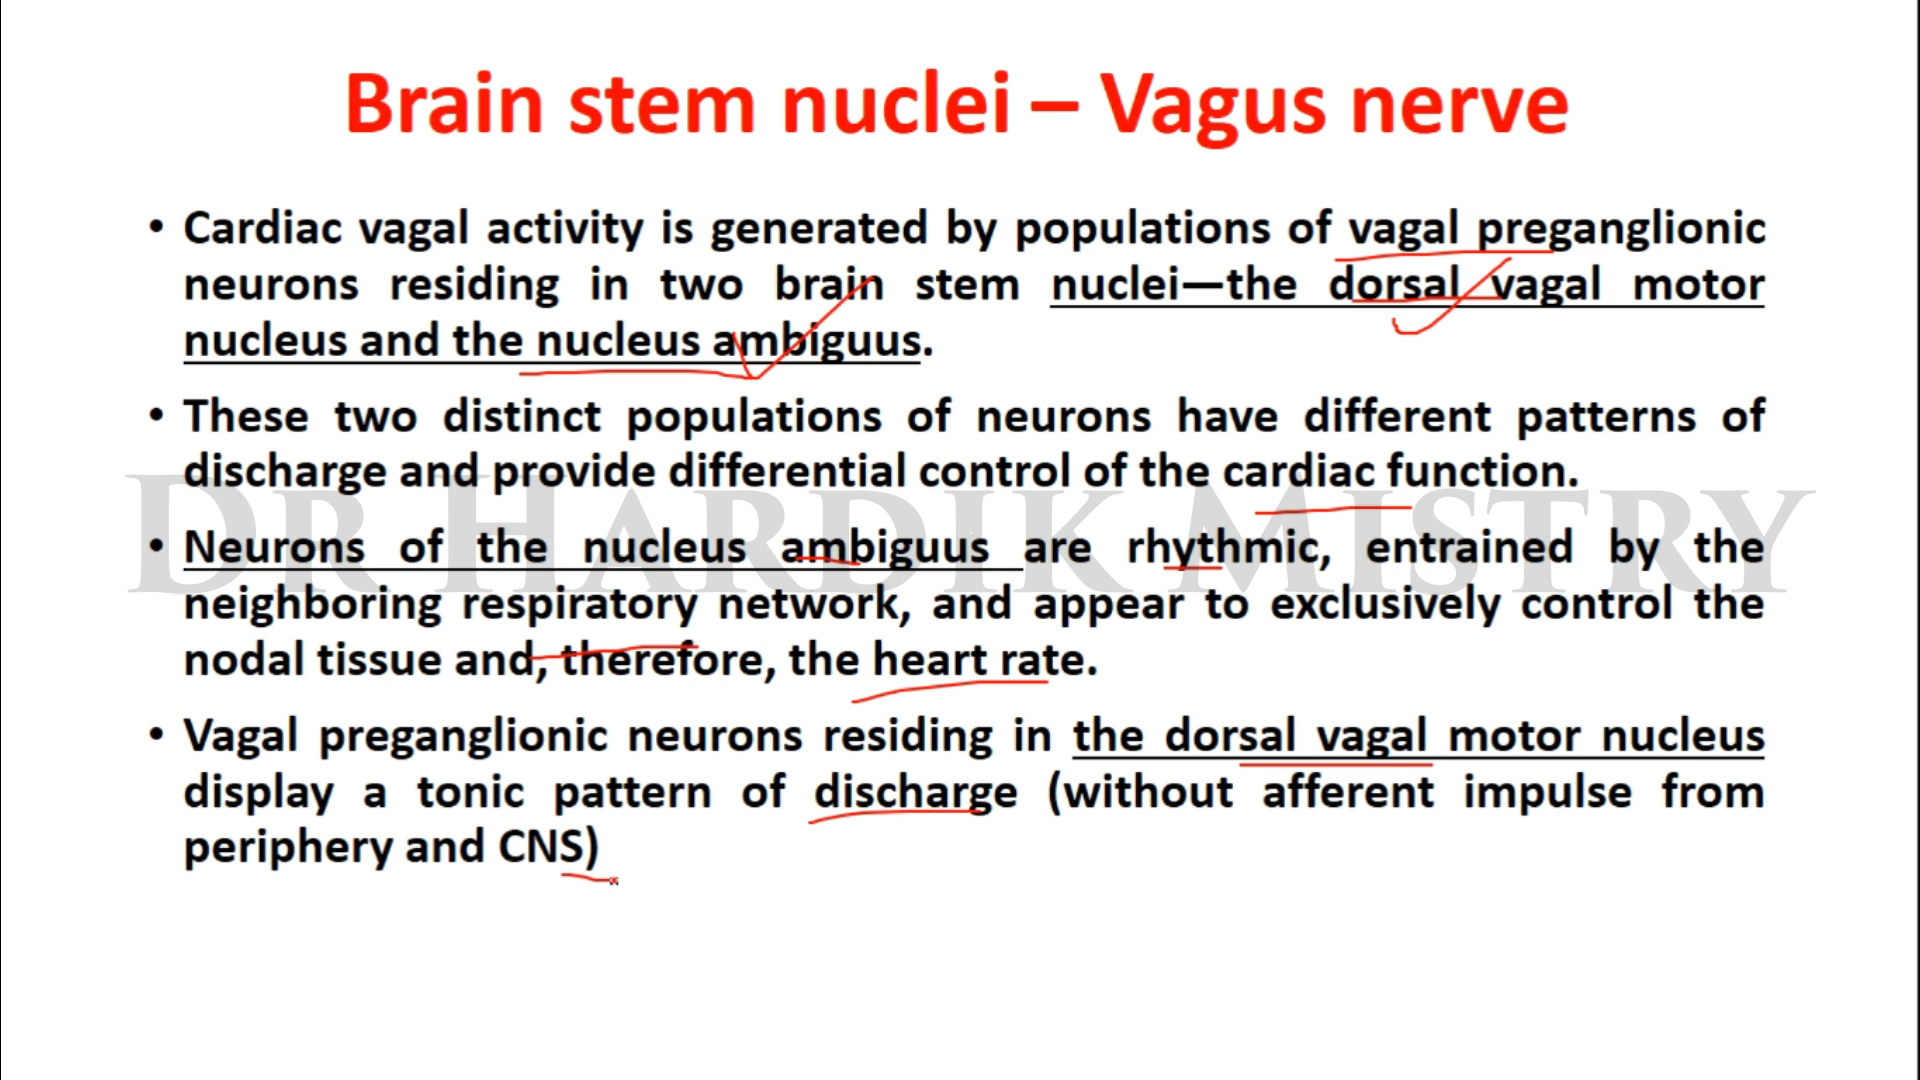 Brain stem nuclei – Vagus nerve
• Cardiac vagal activity is generated by populations of vagal preganglionic
neurons residing in two brain stem nuclei—the dorsal vagal motor
nucleus and the nucleus ambiguus.
• These two distinct populations of neurons have different patterns of
discharge and provide differential control of the cardiac function.
DR HARDIK MISTRY
• Neurons of the nucleus ambiguus are rhythmic, entrained by the
neighboring respiratory network, and appear to exclusively control the
nodal tissue and, therefore, the heart rate.
• Vagal preganglionic neurons residing in the dorsal vagal motor nucleus
display a tonic pattern of discharge (without afferent impulse from
periphery and CNS)